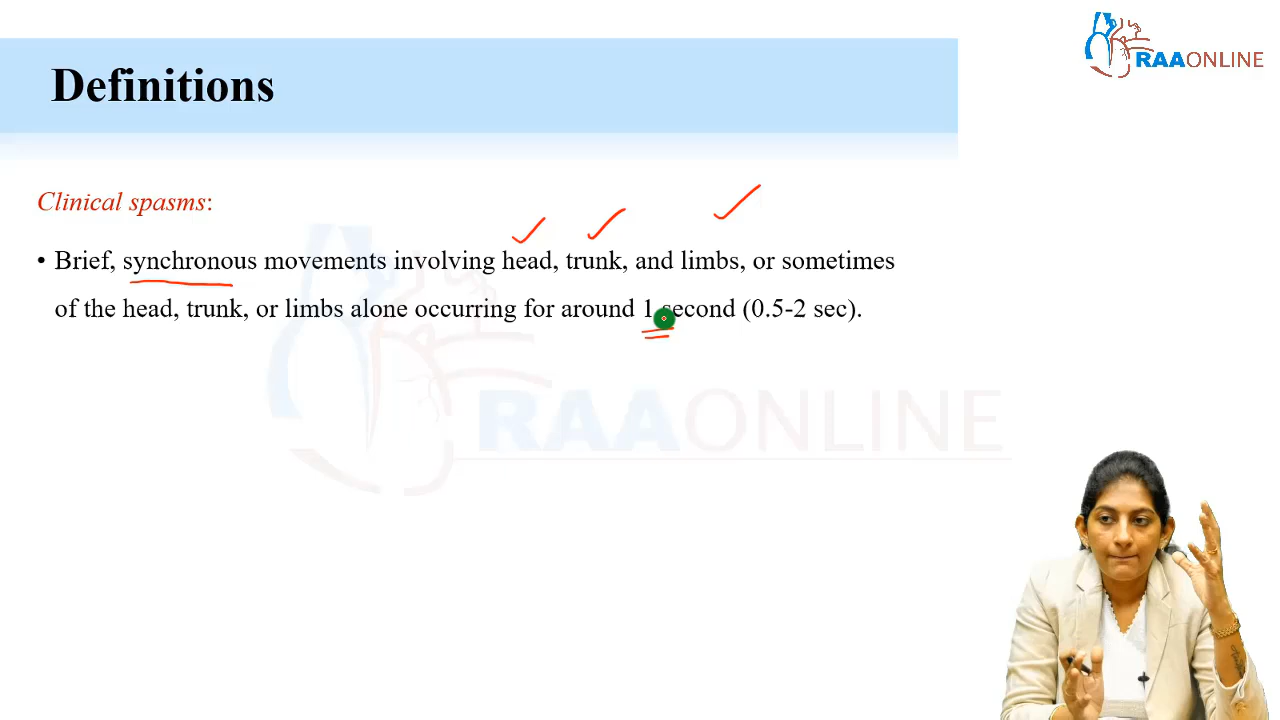 RAAONLINE
Definitions
Clinical spasms:
• Brief, synchronous movements involving head, trunk, and limbs, or sometimes
of the head, trunk, or limbs alone occurring for around 1 second (0.5-2 sec).
RAAONLINE